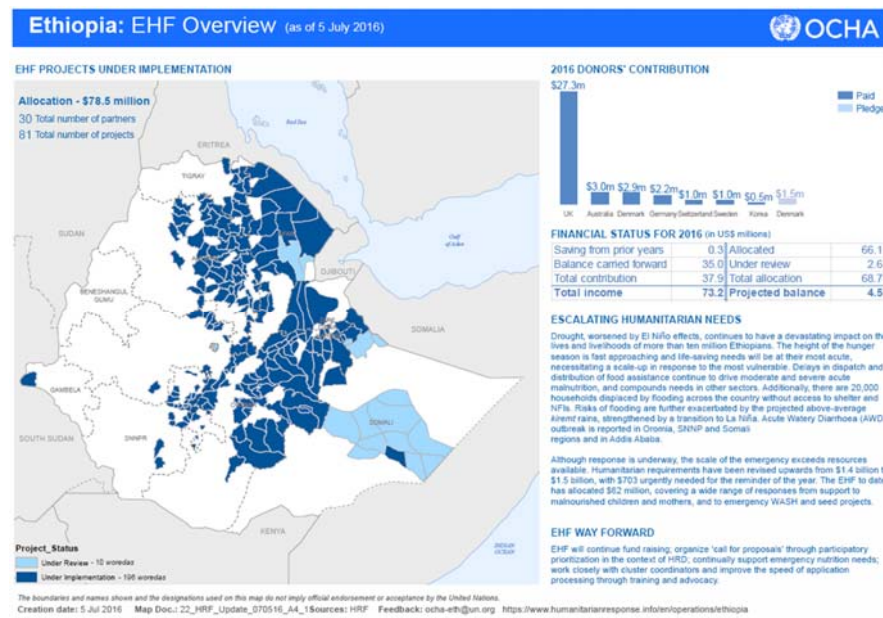 Ethiopia: EHF Overview (as of 5 July 2016)
OCHA
EHF PROJECTS UNDER IMPLEMENTATION
Allocation - $78.5 million
30 Total number of partners
81 Total number of projects
ERITREA
Red Sea
TIGRAY
SUDAN
Gulf
of Aden
DJIBOUTI
BENESHANGUL
GUMU
SOMALIA
GAMBELA
SOUTH SUDAN
SNNPR
SOMALI
KENYA
INDIAN
OCEAN
Project_Status
Under Review - 10 woredas
Under Implementation - 196 woredas
2016 DONORS' CONTRIBUTION
$27.3m
Paid
Pledge
$3.0m $2.9m $2.2m $1.0m $1.0m $0.5m $1.5m
UK Australia Denmark Germany Switzerland Sweden Korea Denmark
FINANCIAL STATUS FOR 2016 (in US$ millions)
Saving from prior years 0.3 Allocated 66.1
Balance carried forward 35.0 Under review 2.6
Total contribution 37.9 Total allocation 68.7
Total income 73.2 Projected balance 4.5
ESCALATING HUMANITARIAN NEEDS
Drought, worsened by El Niño effects, continues to have a devastating impact on the
lives and livelihoods of more than ten million Ethiopians. The height of the hunger
season is fast approaching and life-saving needs will be at their most acute,
necessitating a scale-up in response to the most vulnerable. Delays in dispatch and
distribution of food assistance continue to drive moderate and severe acute
malnutrition, and compounds needs in other sectors. Additionally, there are 20,000
households displaced by flooding across the country without access to shelter and
NFIs. Risks of flooding are further exacerbated by the projected above-average
kiremt rains, strengthened by a transition to La Niña. Acute Watery Diarrhoea (AWD
outbreak is reported in Oromia, SNNP and Somali
regions and in Addis Ababa.
Although response is underway, the scale of the emergency exceeds resources
available. Humanitarian requirements have been revised upwards from $1.4 billion t
$1.5 billion, with $703 urgently needed for the reminder of the year. The EHF to date
has allocated $62 million, covering a wide range of responses from support to
malnourished children and mothers, and to emergency WASH and seed projects.
EHF WAY FORWARD
EHF will continue fund raising; organize 'call for proposals' through participatory
prioritization in the context of HRD; continually support emergency nutrition needs;
work closely with cluster coordinators and improve the speed of application
processing through training and advocacy.
The boundaries and names shown and the designations used on this map do not imply official endorsement or acceptance by the United Nations.
Creation date: 5 Jul 2016 Map Doc.: 22_HRF_Update_070516_A4_1Sources: HRF Feedback: ocha-eth@un.org https://www.humanitarianresponse.info/en/operations/ethiopia